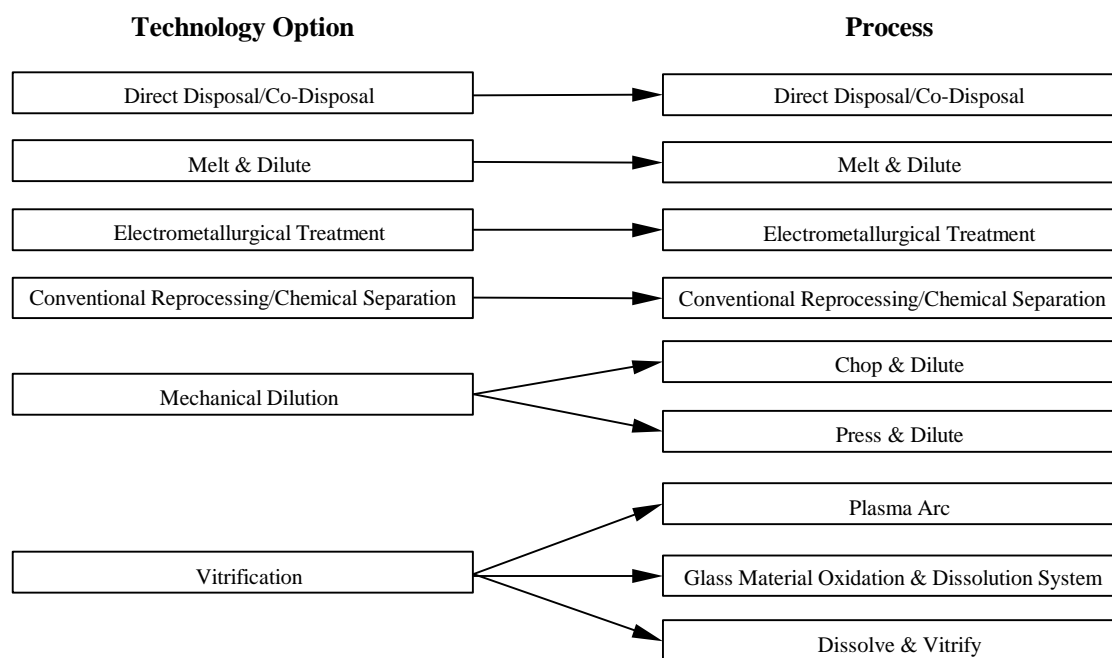 Technology Option
Process
Direct Disposal/Co-Disposal
Direct Disposal/Co-Disposal
Melt & Dilute
Melt & Dilute
Electrometallurgical Treatment
Electrometallurgical Treatment
Conventional Reprocessing/Chemical Separation
Conventional Reprocessing/Chemical Separation
Mechanical Dilution
Chop & Dilute
Press & Dilute
Vitrification
Plasma Arc
Glass Material Oxidation & Dissolution System
Dissolve & Vitrify